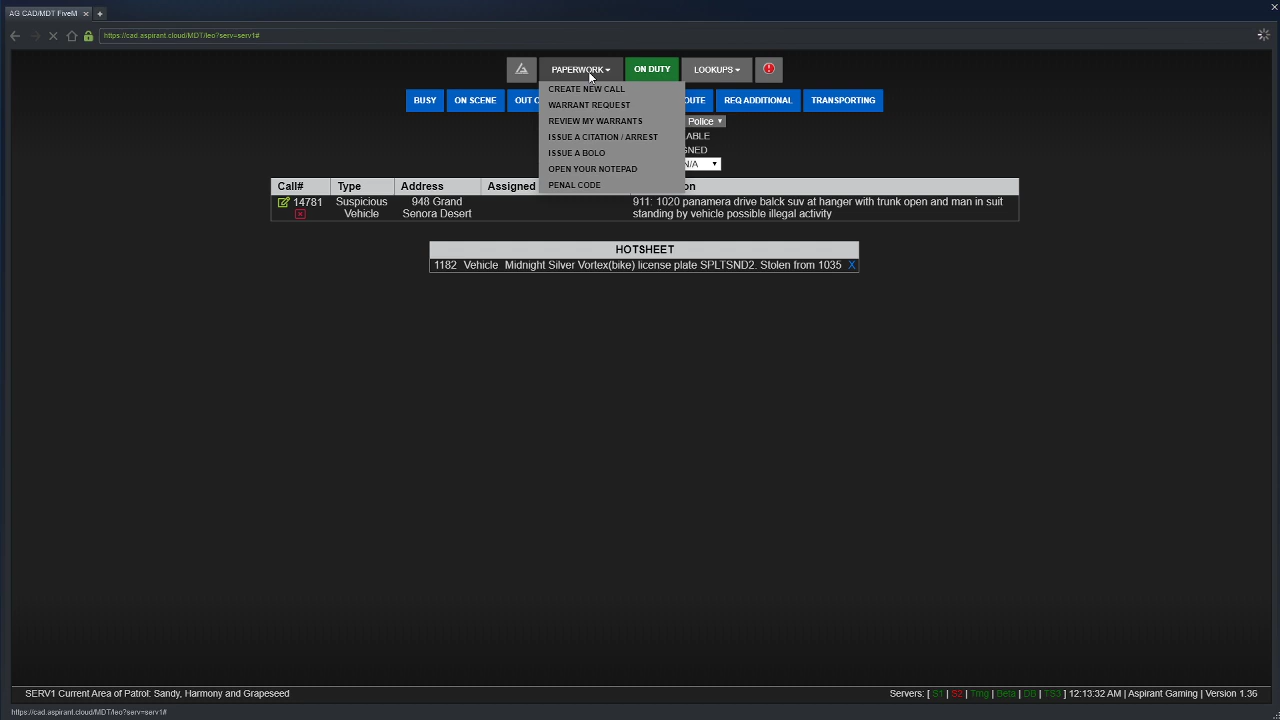 AG CAD/MDT FiveM
https://cad.aspirant.cloud/MDT/leo?serv=serv1#
PAPERWORK ON DUTY LOOKUPS
CREATE NEW CALL
WARRANT REQUEST
REVIEW MY WARRANTS
ISSUE A CITATION / ARREST
ISSUE A BOLO
OPEN YOUR NOTEPAD
PENAL CODE
BUSY ON SCENE OUT REQ ADDITIONAL TRANSPORTING
Police
N/A
Call# Type Address Assigned
14781 Suspicious Vehicle 948 Grand Senora Desert 911: 1020 panamera drive balck suv at hanger with trunk open and man in suit
standing by vehicle possible illegal activity
HOTSHEET
1182 Vehicle Midnight Silver Vortex(bike) license plate SPLTSND2. Stolen from 1035 X
SERV1 Current Area of Patrol: Sandy, Harmony and Grapeseed
Servers: [ S1 | S2 | Trng | Beta | DB | TS3 ] 12:13:32 AM | Aspirant Gaming | Version 1.36
https://cad.aspirant.cloud/MDT/leo?serv=serv1#